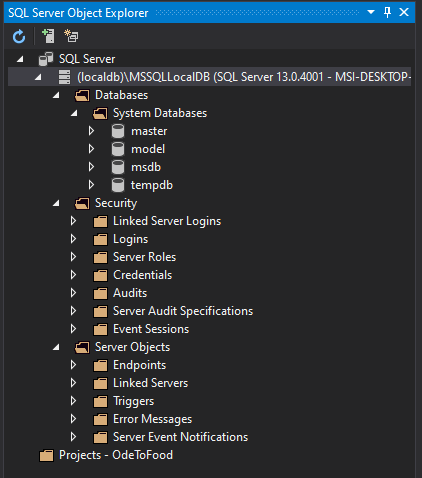 SQL Server Object Explorer
SQL Server
(localdb)\MSSQLLocalDB (SQL Server 13.0.4001 - MSI-DESKTOP-
Databases
System Databases
master
model
msdb
tempdb
Security
Linked Server Logins
Logins
Server Roles
Credentials
Audits
Server Audit Specifications
Event Sessions
Server Objects
Endpoints
Linked Servers
Triggers
Error Messages
Server Event Notifications
Projects - OdeToFood